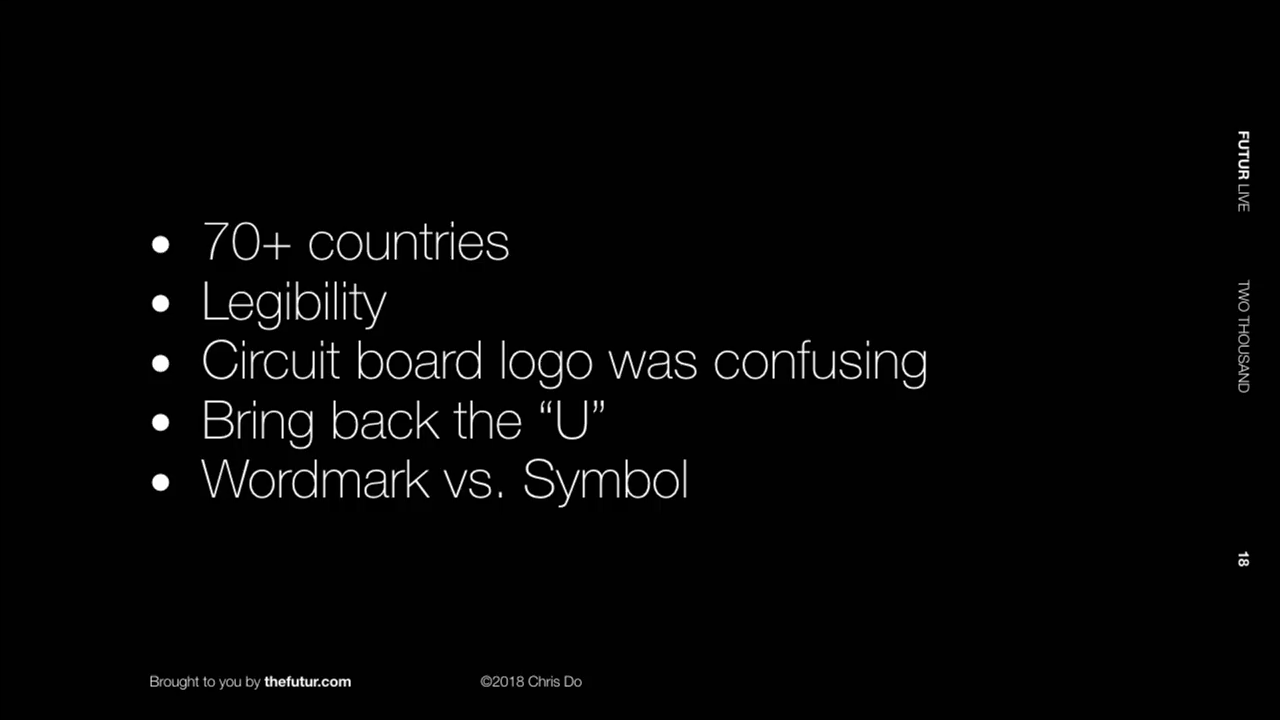 • 70+ countries
• Legibility
• Circuit board logo was confusing
• Bring back the “U”
• Wordmark vs. Symbol
FUTUR LIVE
TWO THOUSAND
18
Brought to you by thefutur.com
©2018 Chris Do